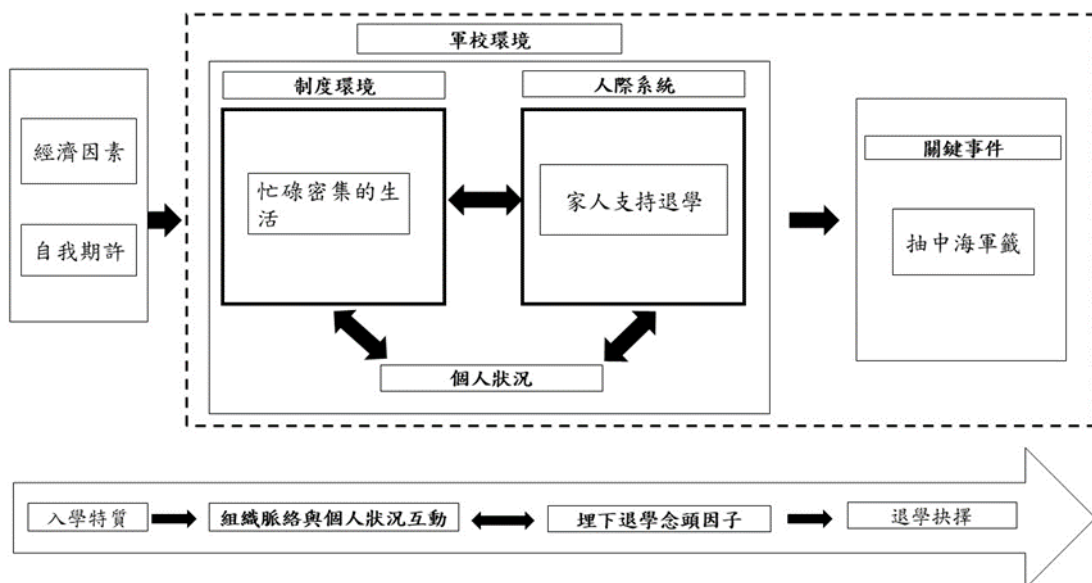 軍校環境
制度環境
人際系統
經濟因素
自我期許
忙碌密集的生
活
家人支持退學
個人狀況
關鍵事件
抽中海軍籤
入學特質
組織脈絡與個人狀況互動
埋下退學念頭因子
退學抉擇